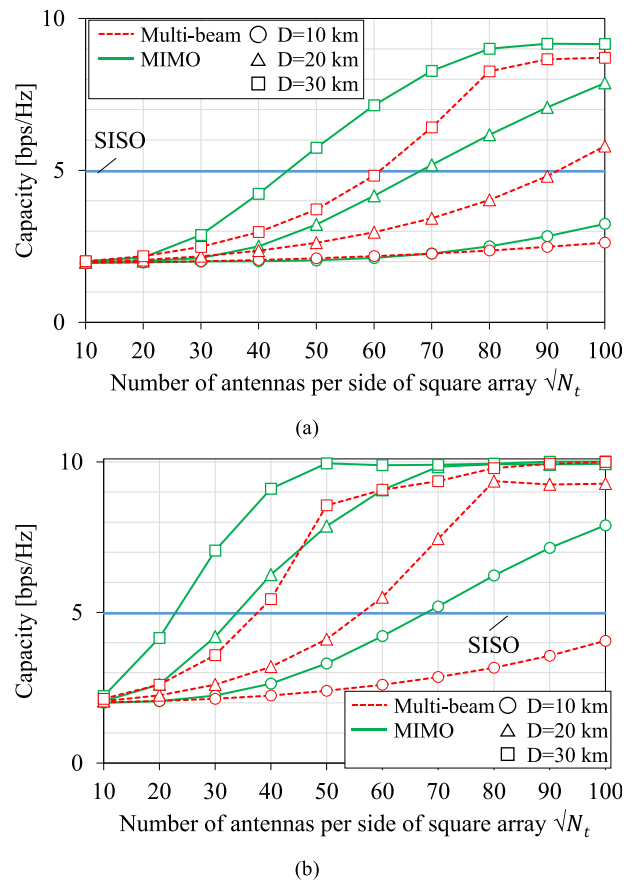 10
5
0
Capacity [bps/Hz]
Multi-beam D=10 km
MIMO D=20 km
D=30 km
SISO
10 20 30 40 50 60 70 80 90 100
Number of antennas per side of square array √N_t
(a)
10
5
0
Capacity [bps/Hz]
SISO
Multi-beam D=10 km
MIMO D=20 km
D=30 km
10 20 30 40 50 60 70 80 90 100
Number of antennas per side of square array √N_t
(b)